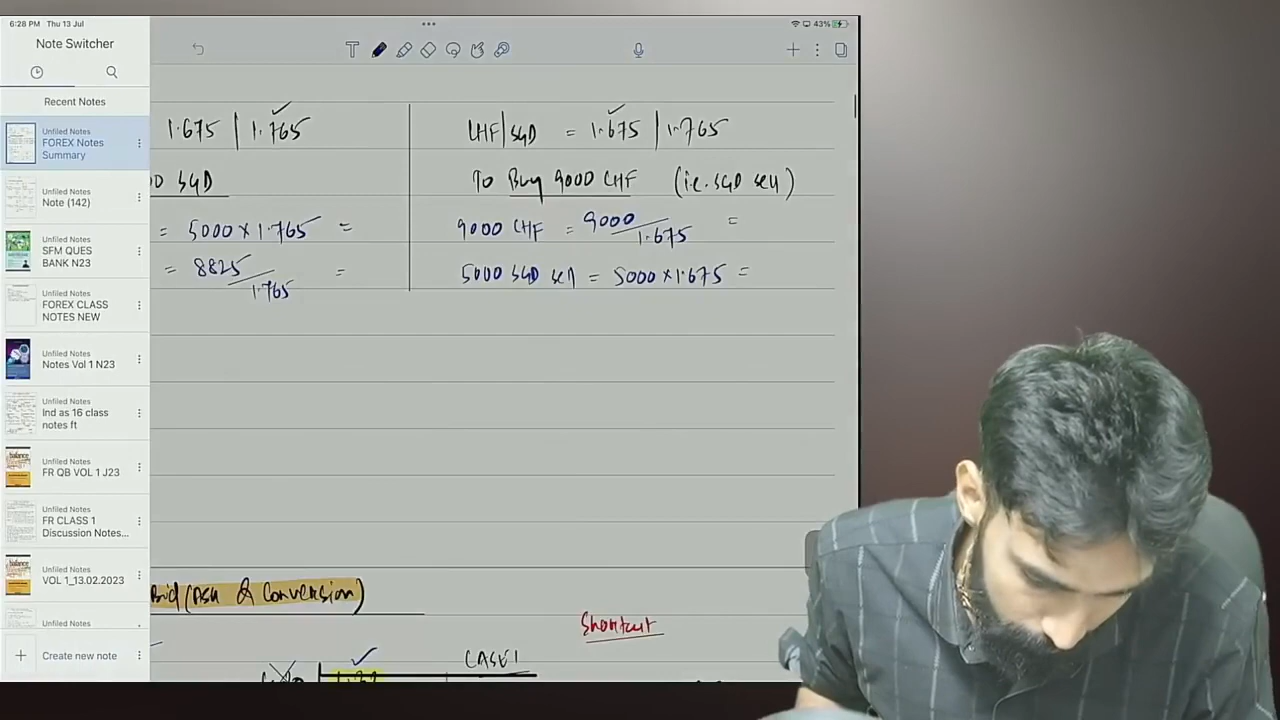 6:28 PM Thu 13 Jul
43%
Note Switcher
Recent Notes
Unfiled Notes
FOREX Notes
Summary
Unfiled Notes
Note (142)
Unfiled Notes
SFM QUES
BANK N23
Unfiled Notes
FOREX CLASS
NOTES NEW
Unfiled Notes
Notes Vol 1 N23
Unfiled Notes
Ind as 16 class
notes ft
Unfiled Notes
FR QB VOL 1 J23
Unfiled Notes
FR CLASS 1
Discussion Notes...
Unfiled Notes
VOL 1_13.02.2023
Unfiled Notes
Create new note
1.675 | 1.765
SGD
= 5000 × 1.765 =
= 8825/1.765 =
CHF/SGD = 1.675 | 1.765
To Buy 9000 CHF (i.e. SGD sell)
9000 CHF = 9000/1.675 =
5000 SGD sell = 5000 × 1.675 =
Bid/Ask & Conversion)
Shortcut
CASE 1